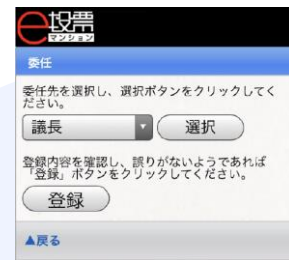 e投票
マンション
委任
委任先を選択し、選択ボタンをクリックしてく
ださい。
議長 選択
登録内容を確認し、誤りがないようであれば
「登録」ボタンをクリックしてください。
登録
▲戻る